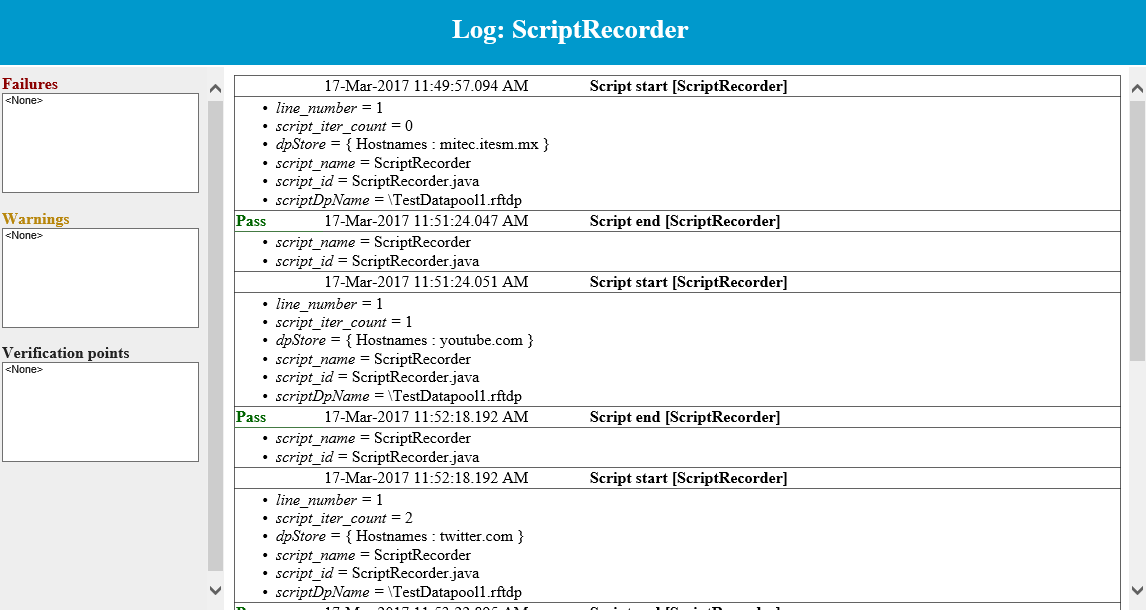 Log: ScriptRecorder
Failures
<None>
Warnings
<None>
Verification points
<None>
17-Mar-2017 11:49:57.094 AM Script start [ScriptRecorder]
• line_number = 1
• script_iter_count = 0
• dpStore = { Hostnames : mitec.itesm.mx }
• script_name = ScriptRecorder
• script_id = ScriptRecorder.java
• scriptDpName = \TestDatapool1.rftdp
Pass 17-Mar-2017 11:51:24.047 AM Script end [ScriptRecorder]
• script_name = ScriptRecorder
• script_id = ScriptRecorder.java
17-Mar-2017 11:51:24.051 AM Script start [ScriptRecorder]
• line_number = 1
• script_iter_count = 1
• dpStore = { Hostnames : youtube.com }
• script_name = ScriptRecorder
• script_id = ScriptRecorder.java
• scriptDpName = \TestDatapool1.rftdp
Pass 17-Mar-2017 11:52:18.192 AM Script end [ScriptRecorder]
• script_name = ScriptRecorder
• script_id = ScriptRecorder.java
17-Mar-2017 11:52:18.192 AM Script start [ScriptRecorder]
• line_number = 1
• script_iter_count = 2
• dpStore = { Hostnames : twitter.com }
• script_name = ScriptRecorder
• script_id = ScriptRecorder.java
• scriptDpName = \TestDatapool1.rftdp